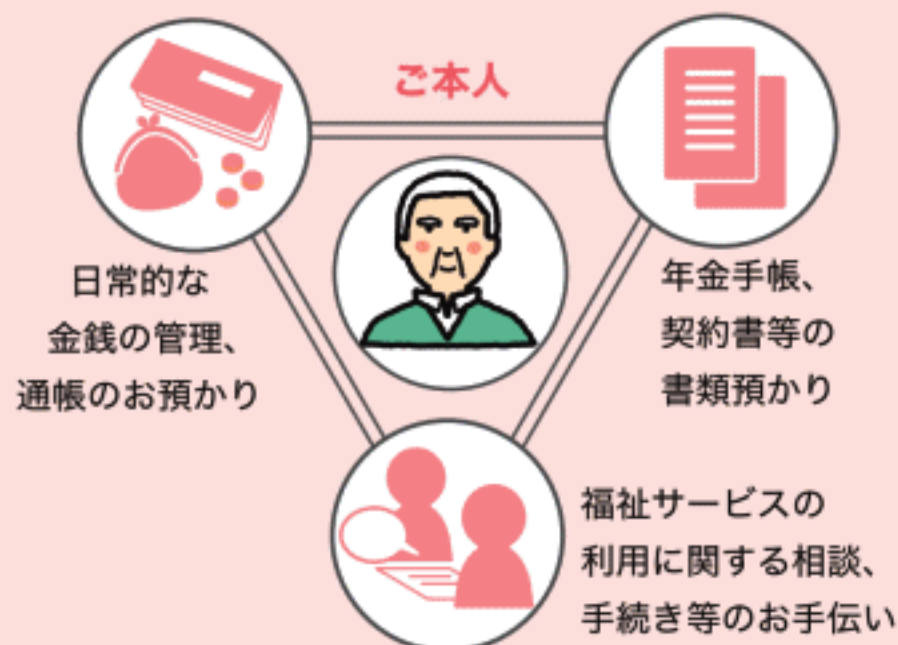 ご本人
日常的な
金銭の管理、
通帳のお預かり
年金手帳、
契約書等の
書類預かり
福祉サービスの
利用に関する相談、
手続き等のお手伝い